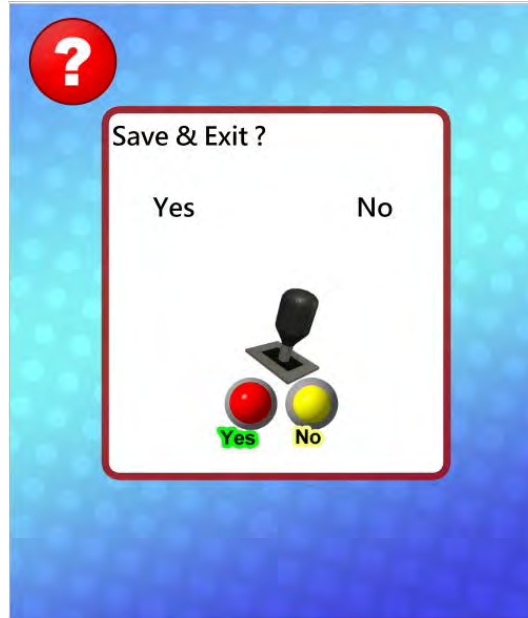 ?
Save & Exit ?
Yes No
Yes No